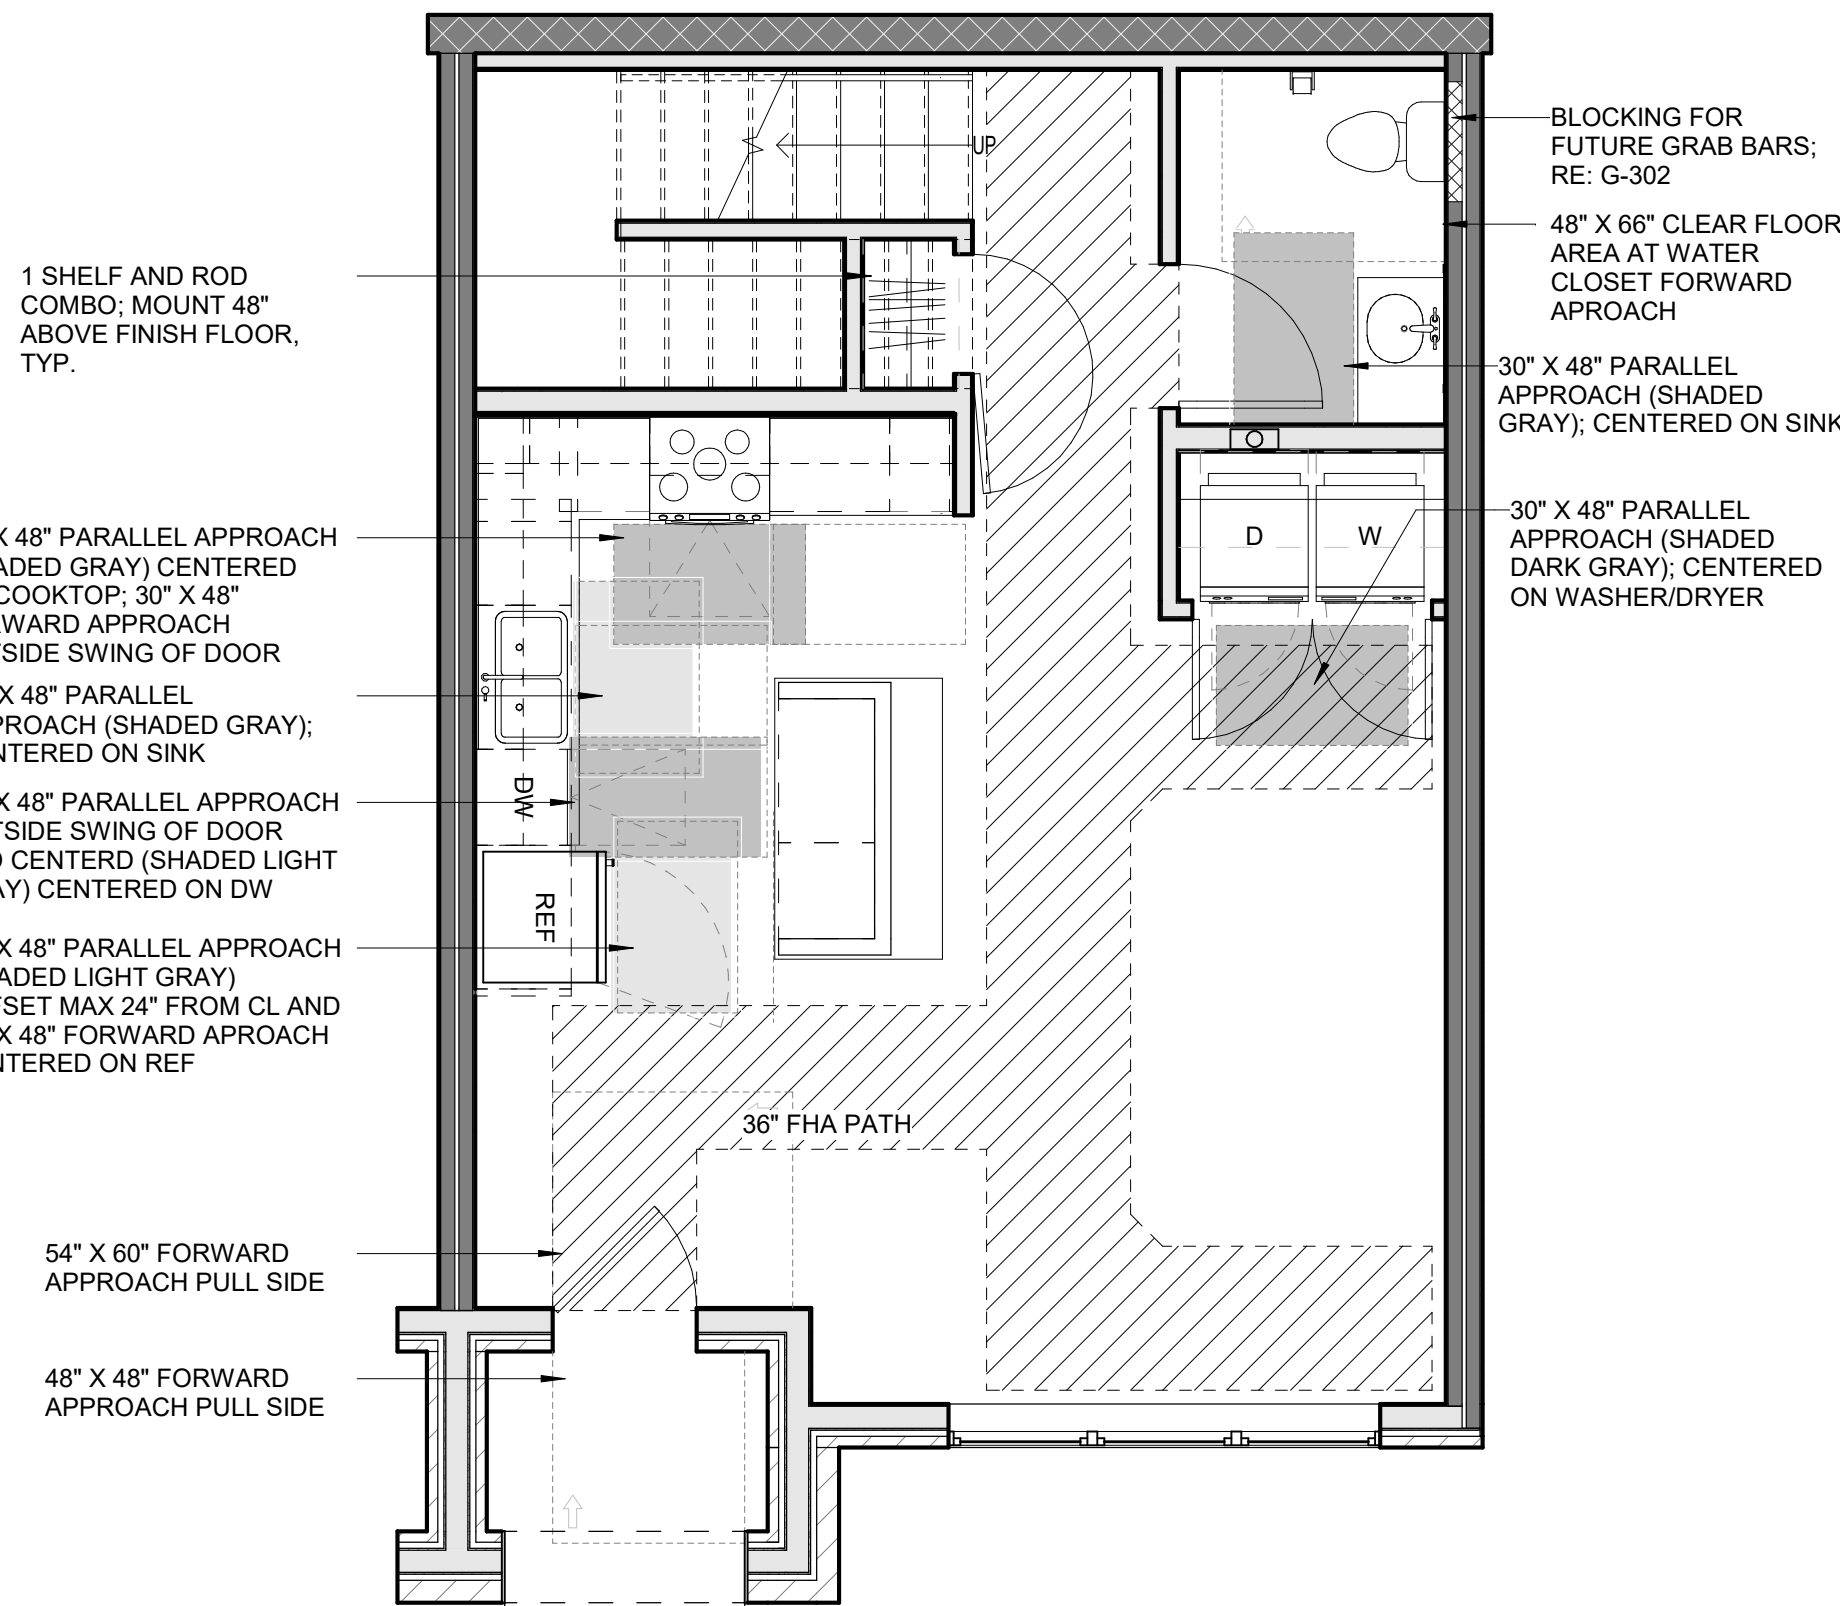 1 SHELF AND ROD
COMBO; MOUNT 48"
ABOVE FINISH FLOOR,
TYP.
X 48" PARALLEL APPROACH
ADED GRAY) CENTERED
COOKTOP; 30" X 48"
WARD APPROACH
TSIDE SWING OF DOOR
X 48" PARALLEL
PROACH (SHADED GRAY);
NTERED ON SINK
X 48" PARALLEL APPROACH
TSIDE SWING OF DOOR
D CENTERD (SHADED LIGHT
AY) CENTERED ON DW
X 48" PARALLEL APPROACH
ADED LIGHT GRAY)
FSET MAX 24" FROM CL AND
X 48" FORWARD APROACH
NTERED ON REF
54" X 60" FORWARD
APPROACH PULL SIDE
48" X 48" FORWARD
APPROACH PULL SIDE
UP
DW
REF
36" FHA PATH
D
W
BLOCKING FOR
FUTURE GRAB BARS;
RE: G-302
48" X 66" CLEAR FLOOR
AREA AT WATER
CLOSET FORWARD
APROACH
30" X 48" PARALLEL
APPROACH (SHADED
GRAY); CENTERED ON SINK
30" X 48" PARALLEL
APPROACH (SHADED
DARK GRAY); CENTERED
ON WASHER/DRYER